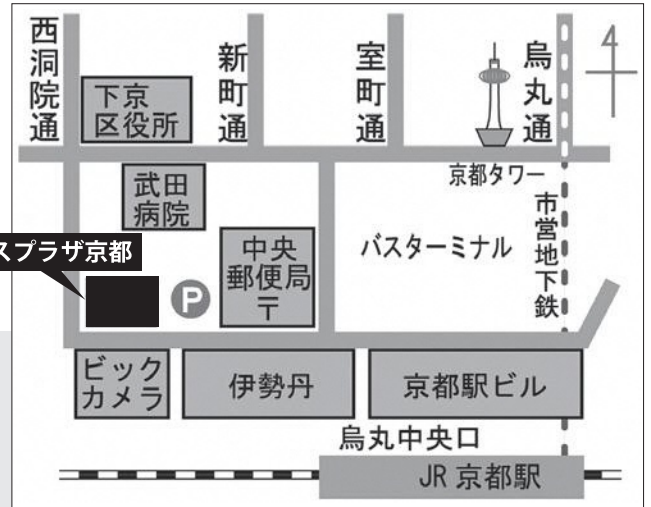 西洞院通
新町通
室町通
烏丸通
4
下京
区役所
京都タワー
武田
病院
市営地下鉄
中央
郵便局
〒
バスターミナル
スプラザ京都
P
ビック
カメラ
伊勢丹
京都駅ビル
烏丸中央口
JR 京都駅